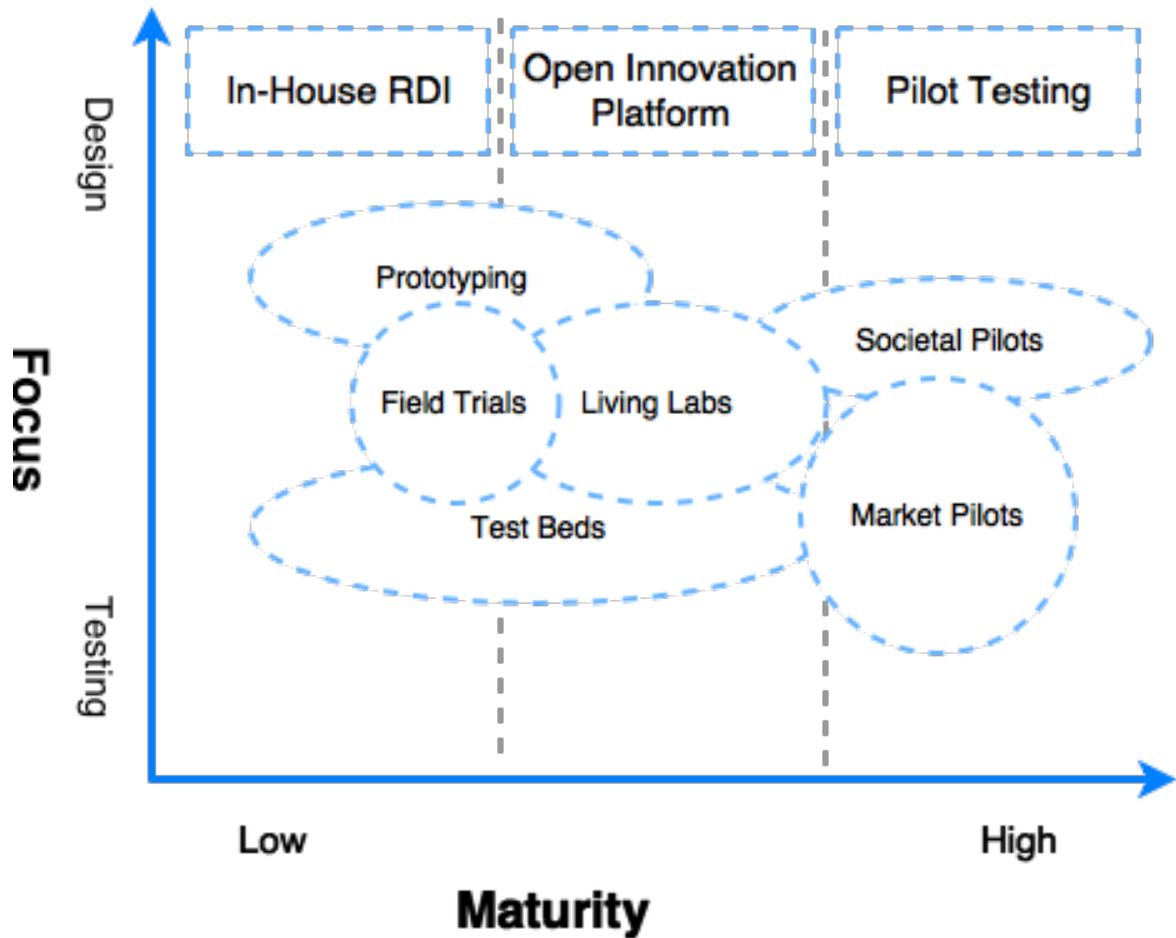 In-House RDI
Open Innovation
Platform
Pilot Testing
Design
Prototyping
Societal Pilots
Focus
Field Trials
Living Labs
Test Beds
Market Pilots
Testing
Low
High
Maturity